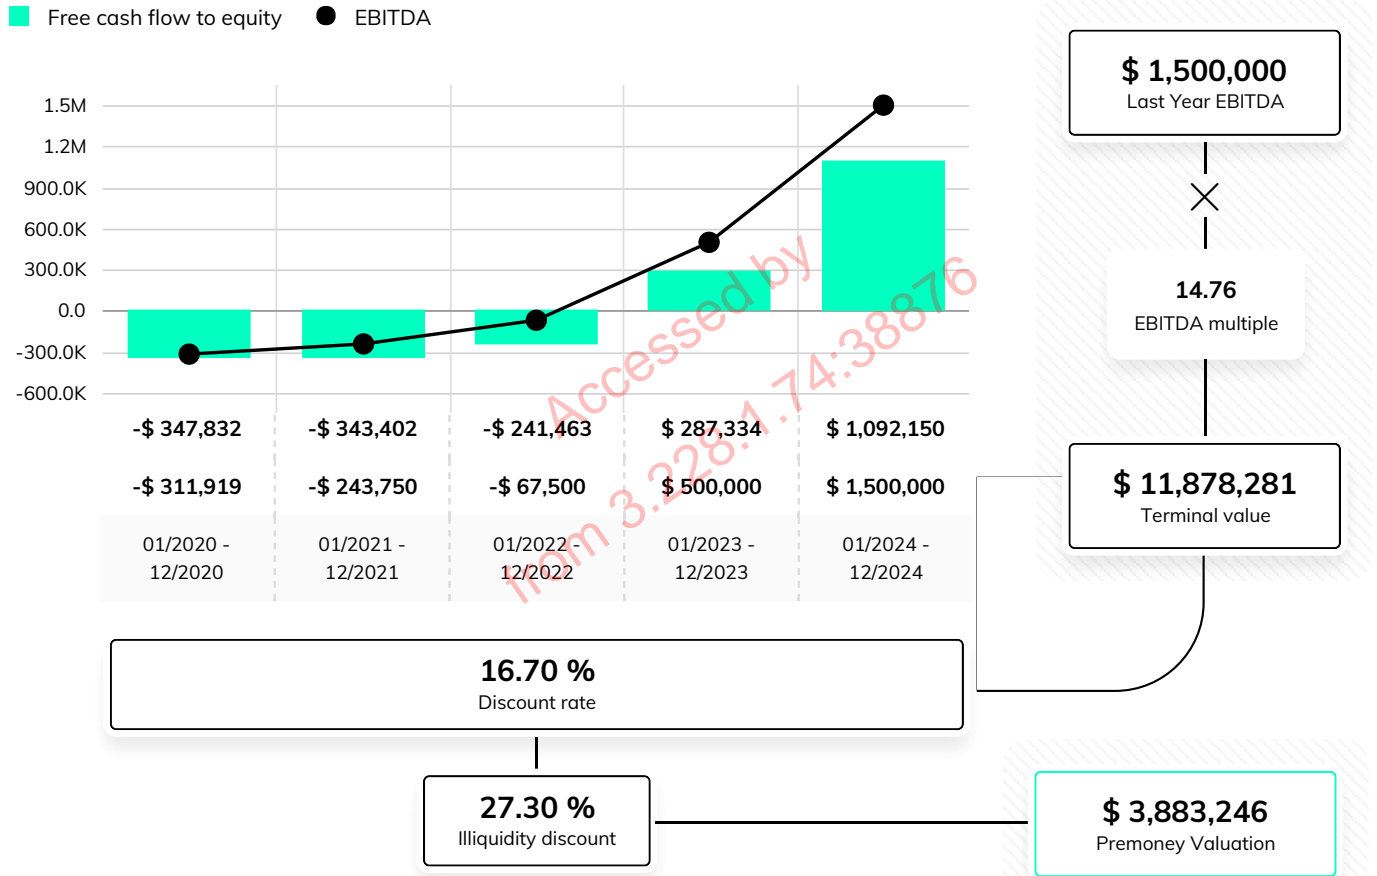 Free cash flow to equity
EBITDA
1.5M
1.2M
900.0K
600.0K
300.0K
0.0
-300.0K
-600.0K
-$ 347,832 -$ 343,402 -$ 241,463 $ 287,334 $ 1,092,150
-$ 311,919 -$ 243,750 -$ 67,500 $ 500,000 $ 1,500,000
01/2020 -
12/2020
01/2021 -
12/2021
01/2022 -
12/2022
01/2023 -
12/2023
01/2024 -
12/2024
Accessed by
from 3.228.1.74:38876
$ 1,500,000
Last Year EBITDA
14.76
EBITDA multiple
$ 11,878,281
Terminal value
16.70 %
Discount rate
27.30 %
Illiquidity discount
$ 3,883,246
Premoney Valuation